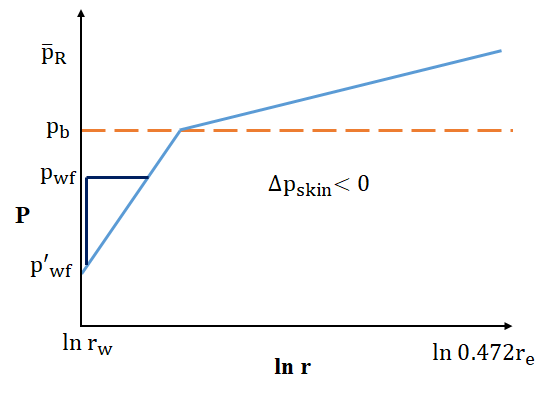 p̅R
pb
pwf
Δpskin< 0
P
p′wf
ln rw
ln 0.472re
ln r